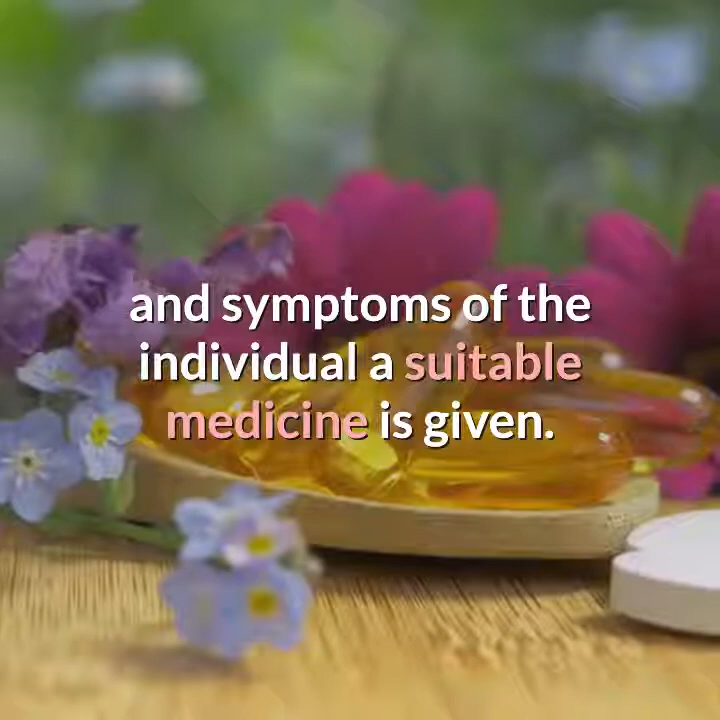 and symptoms of the
individual a suitable
medicine is given.